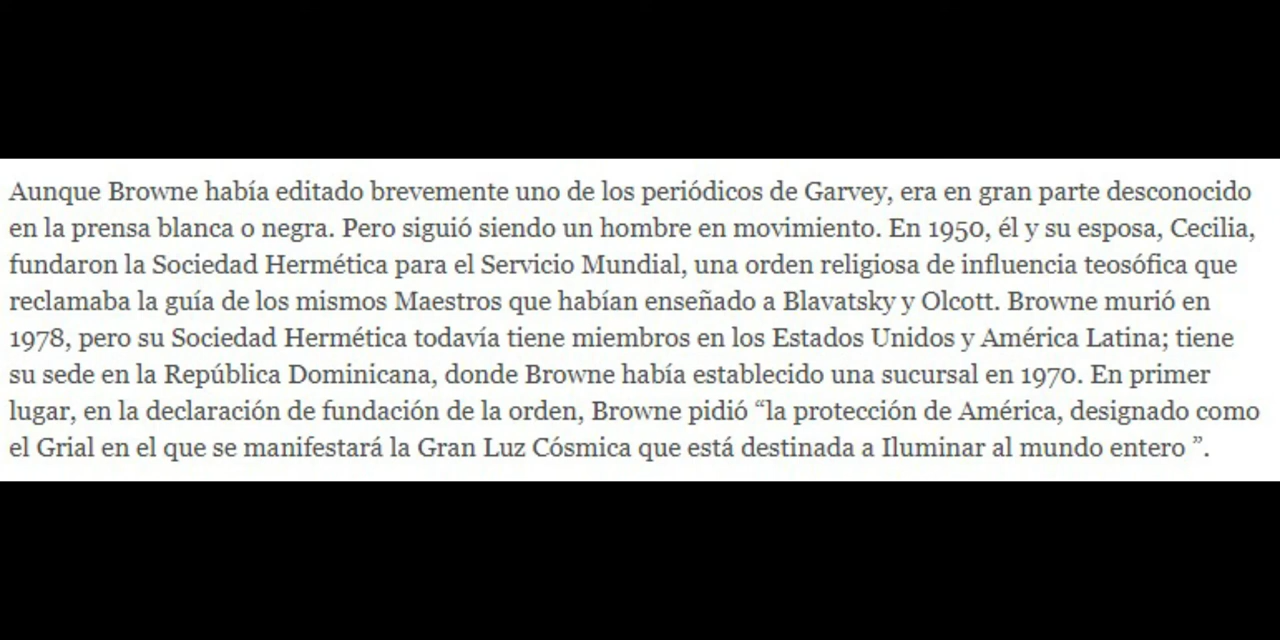 Aunque Browne había editado brevemente uno de los periódicos de Garvey, era en gran parte desconocido
en la prensa blanca o negra. Pero siguió siendo un hombre en movimiento. En 1950, él y su esposa, Cecilia,
fundaron la Sociedad Hermética para el Servicio Mundial, una orden religiosa de influencia teosófica que
reclamaba la guía de los mismos Maestros que habían enseñado a Blavatsky y Olcott. Browne murió en
1978, pero su Sociedad Hermética todavía tiene miembros en los Estados Unidos y América Latina; tiene
su sede en la República Dominicana, donde Browne había establecido una sucursal en 1970. En primer
lugar, en la declaración de fundación de la orden, Browne pidió “la protección de América, designado como
el Grial en el que se manifestará la Gran Luz Cósmica que está destinada a Iluminar al mundo entero ”.